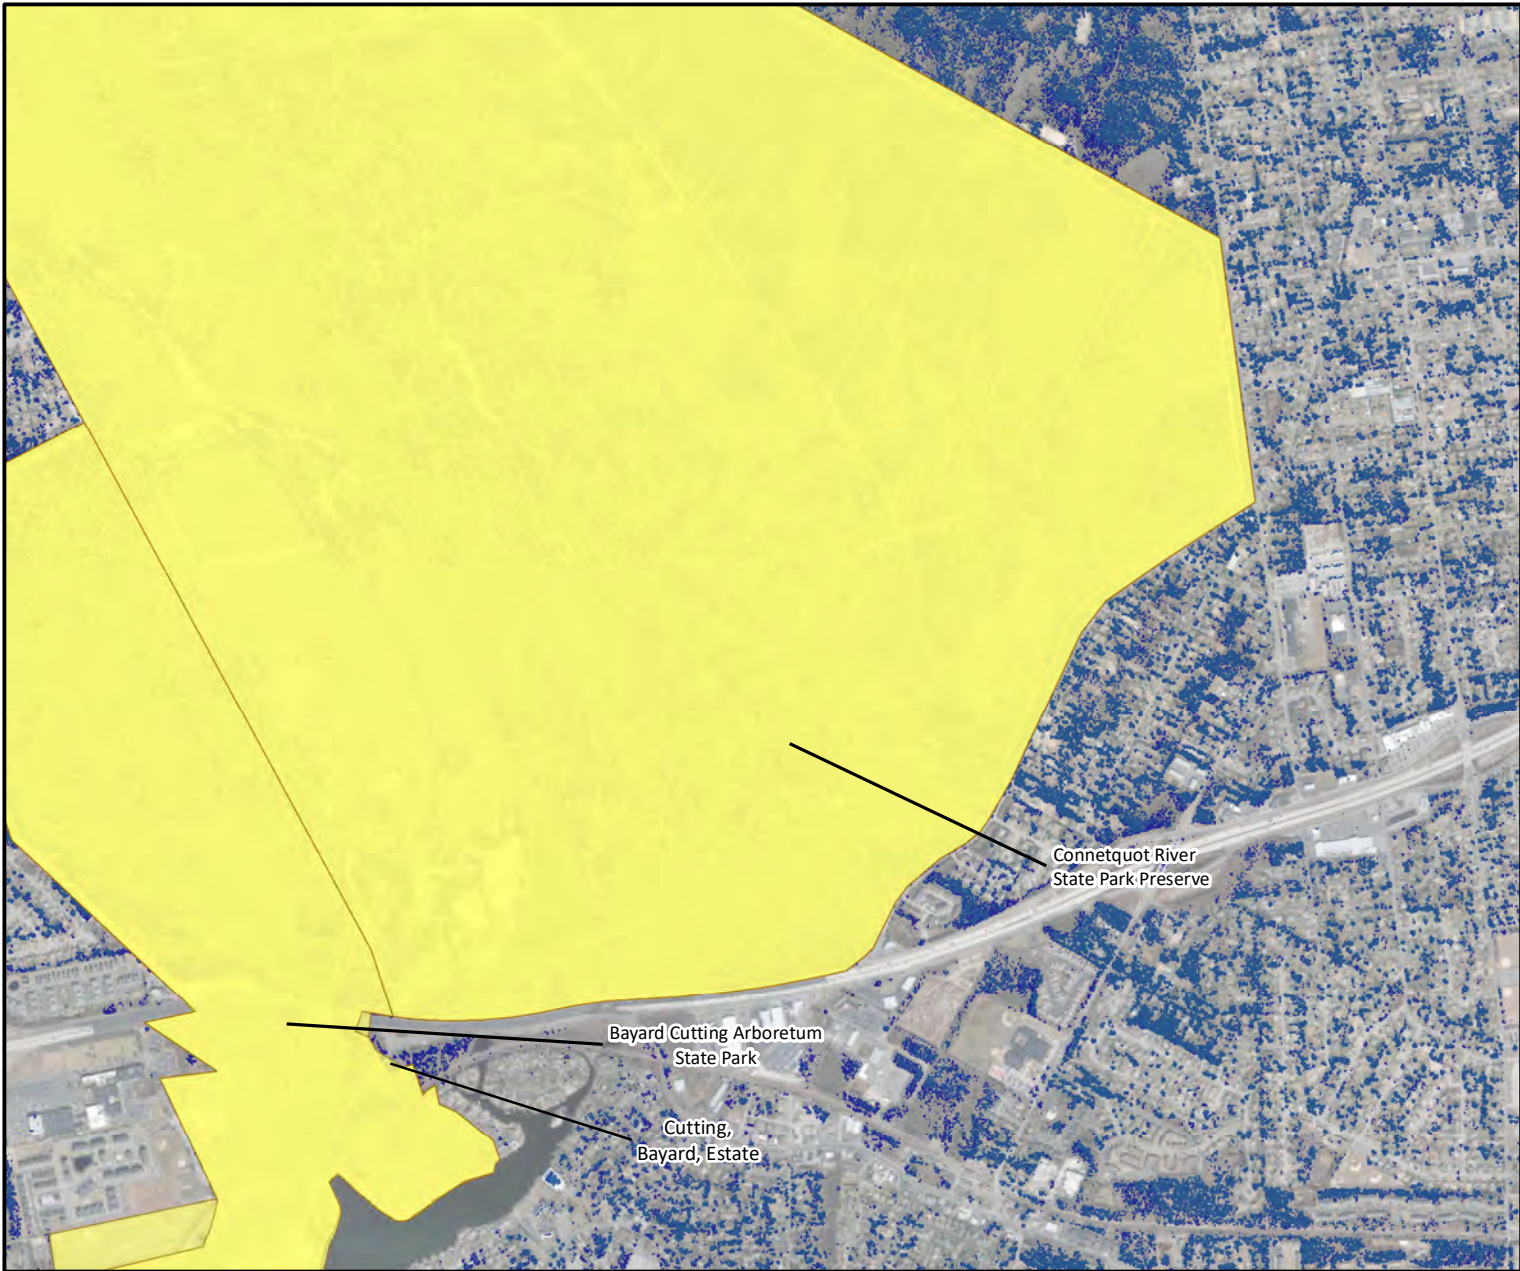 Connetquot River
State Park Preserve
Bayard Cutting Arboretum
State Park
Cutting,
Bayard, Estate